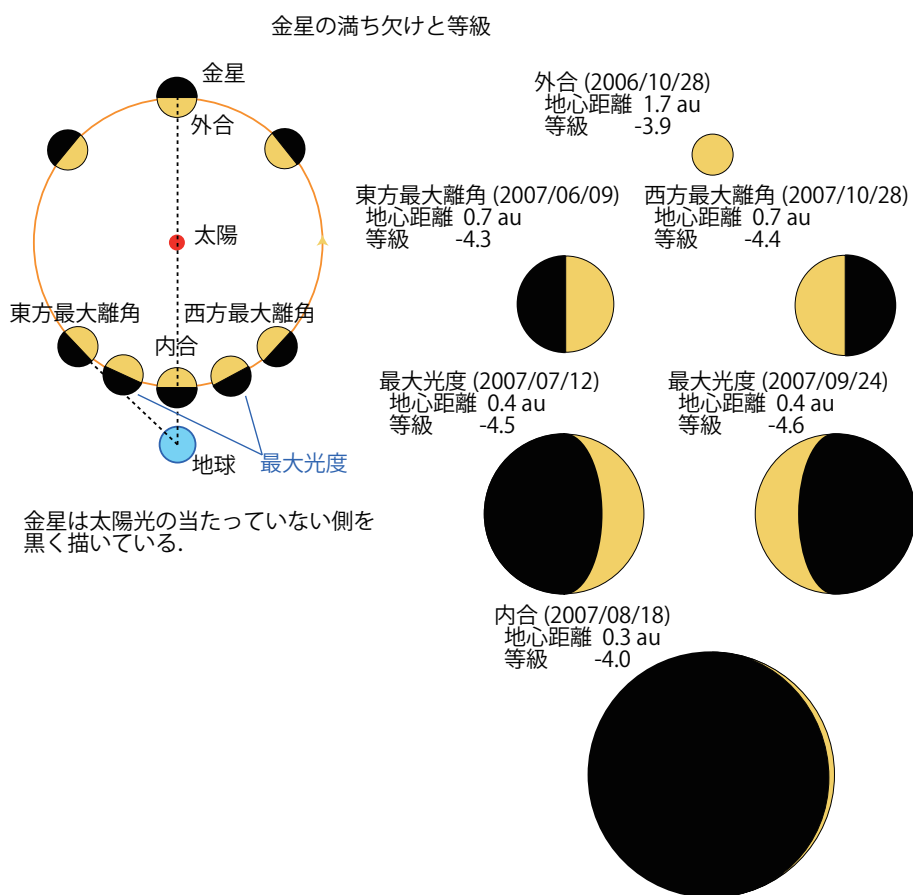 金星の満ち欠けと等級
金星
外合
太陽
東方最大離角
西方最大離角
内合
地球
最大光度
金星は太陽光の当たっていない側を
黒く描いている.
外合 (2006/10/28)
地心距離 1.7 au
等級 -3.9
東方最大離角 (2007/06/09)
地心距離 0.7 au
等級 -4.3
西方最大離角 (2007/10/28)
地心距離 0.7 au
等級 -4.4
最大光度 (2007/07/12)
地心距離 0.4 au
等級 -4.5
最大光度 (2007/09/24)
地心距離 0.4 au
等級 -4.6
内合 (2007/08/18)
地心距離 0.3 au
等級 -4.0